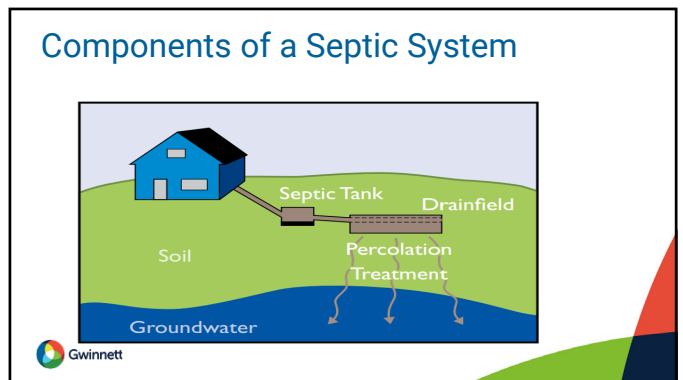 Components of a Septic System
Septic Tank
Drainfield
Soil
Percolation
Treatment
Groundwater
Gwinnett